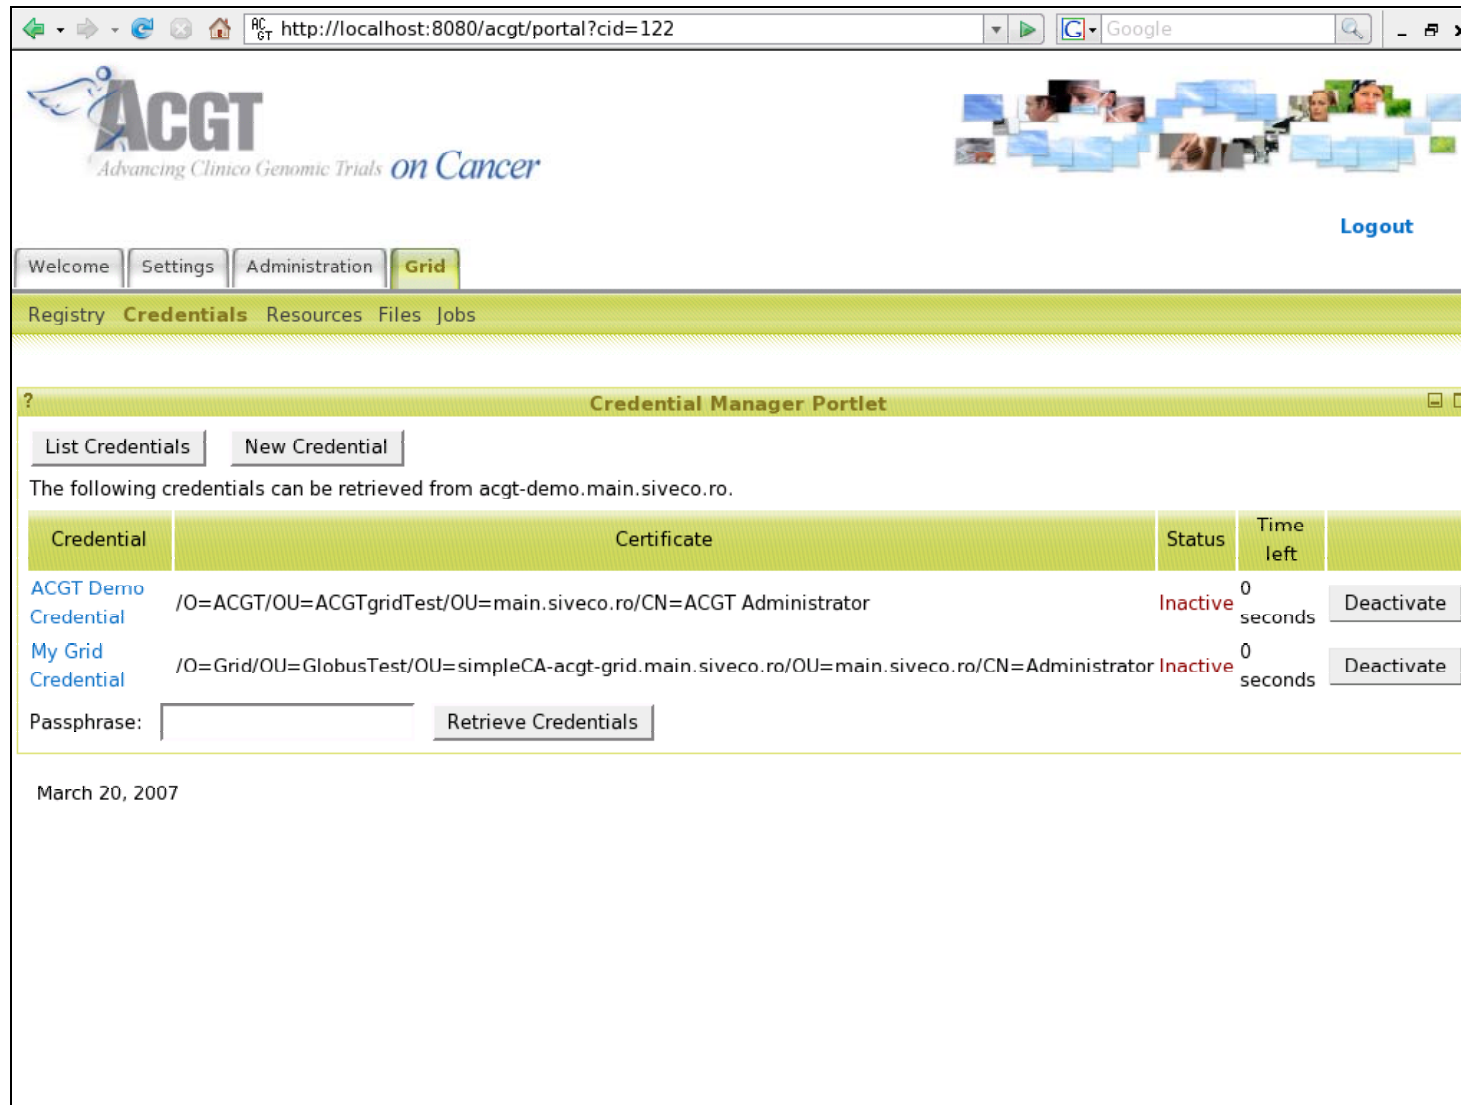 AC
GT
http://localhost:8080/acgt/portal?cid=122
G
Google
ACGT
Advancing Clinico Genomic Trials on Cancer
Logout
Welcome Settings Administration Grid
Registry Credentials Resources Files Jobs
? Credential Manager Portlet
List Credentials New Credential
The following credentials can be retrieved from acgt-demo.main.siveco.ro.
Credential Certificate Status Time left
ACGT Demo Credential /O=ACGT/OU=ACGTgridTest/OU=main.siveco.ro/CN=ACGT Administrator Inactive 0 seconds Deactivate
My Grid Credential /O=Grid/OU=GlobusTest/OU=simpleCA-acgt-grid.main.siveco.ro/OU=main.siveco.ro/CN=Administrator Inactive 0 seconds Deactivate
Passphrase: Retrieve Credentials
March 20, 2007